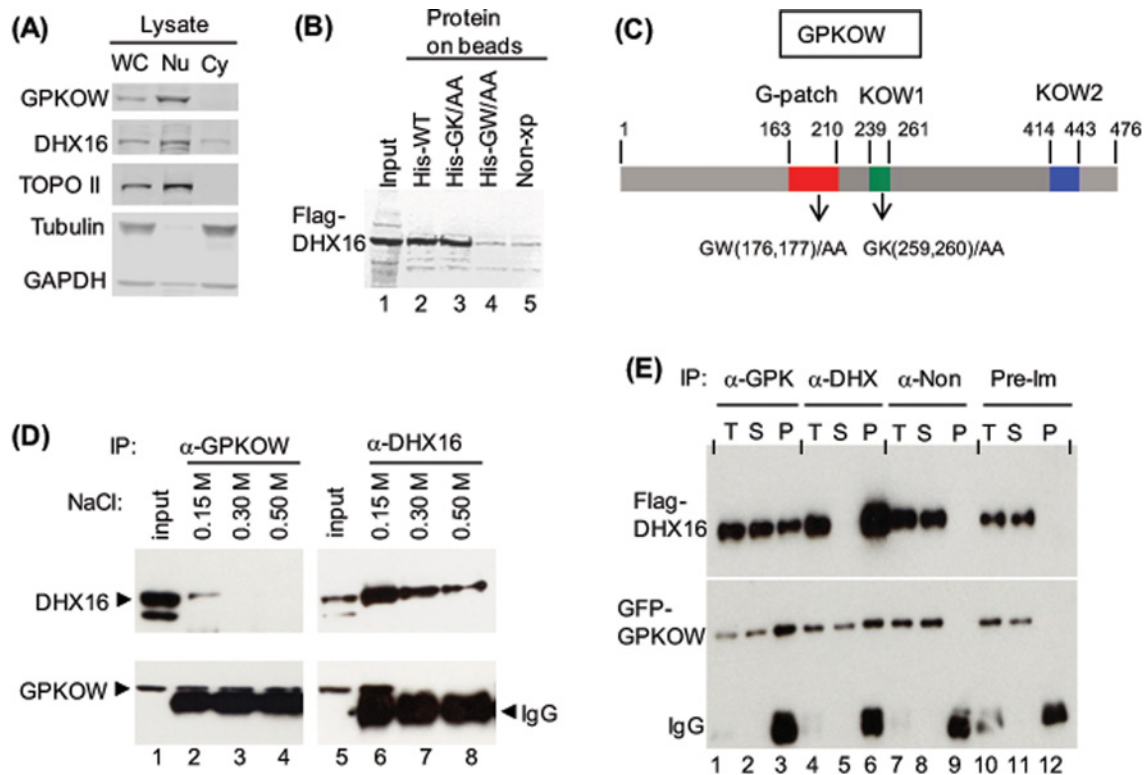 (A)
Lysate
WC Nu Cy
GPKOW
DHX16
TOPO II
Tubulin
GAPDH
(B)
Protein
on beads
Input
His-WT
His-GK/AA
His-GW/AA
Non-xp
Flag-
DHX16
1 2 3 4 5
(C)
GPKOW
G-patch KOW1 KOW2
1 163 210 239 261 414 443 476
GW(176,177)/AA GK(259,260)/AA
(D)
IP: α-GPKOW α-DHX16
NaCl: input 0.15 M 0.30 M 0.50 M input 0.15 M 0.30 M 0.50 M
DHX16
GPKOW
IgG
1 2 3 4 5 6 7 8
(E)
IP: α-GPK α-DHX α-Non Pre-Im
T S P T S P T S P T S P
Flag-
DHX16
GFP-
GPKOW
IgG
1 2 3 4 5 6 7 8 9 10 11 12